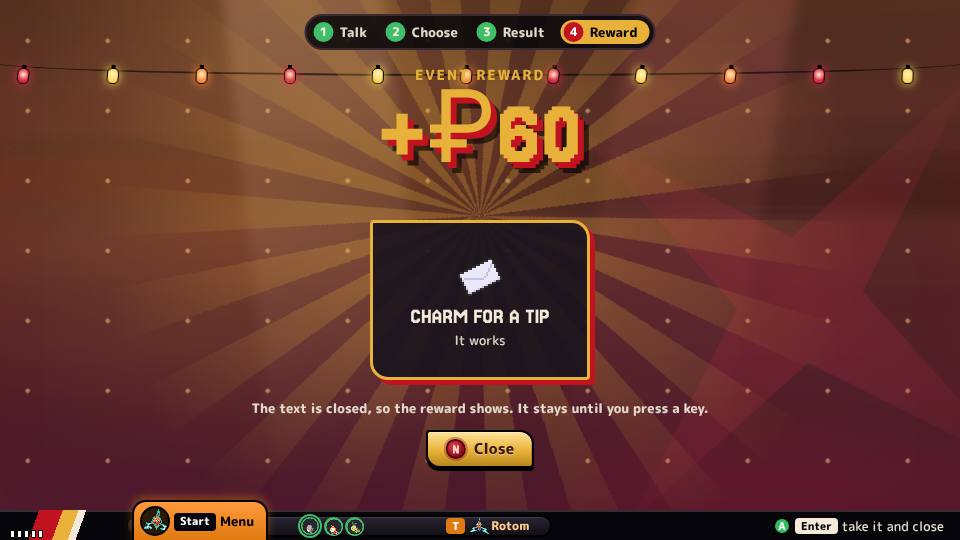 1 Talk 2 Choose 3 Result 4 Reward
EVENT REWARD
+₽60
CHARM FOR A TIP
It works
The text is closed, so the reward shows. It stays until you press a key.
N Close
Start Menu
T Rotom
A Enter take it and close